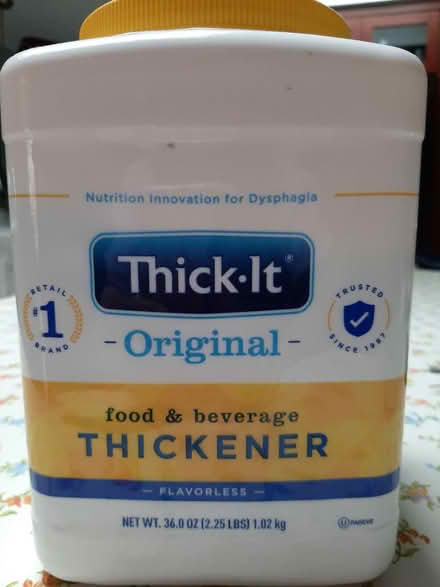 Nutrition Innovation for Dysphagia
Thick·It®
RETAIL
#1
BRAND
TRUSTED
SINCE 1987
- Original -
food & beverage
THICKENER
— FLAVORLESS —
NET WT. 36.0 OZ (2.25 LBS) 1.02 kg
U PAREVE